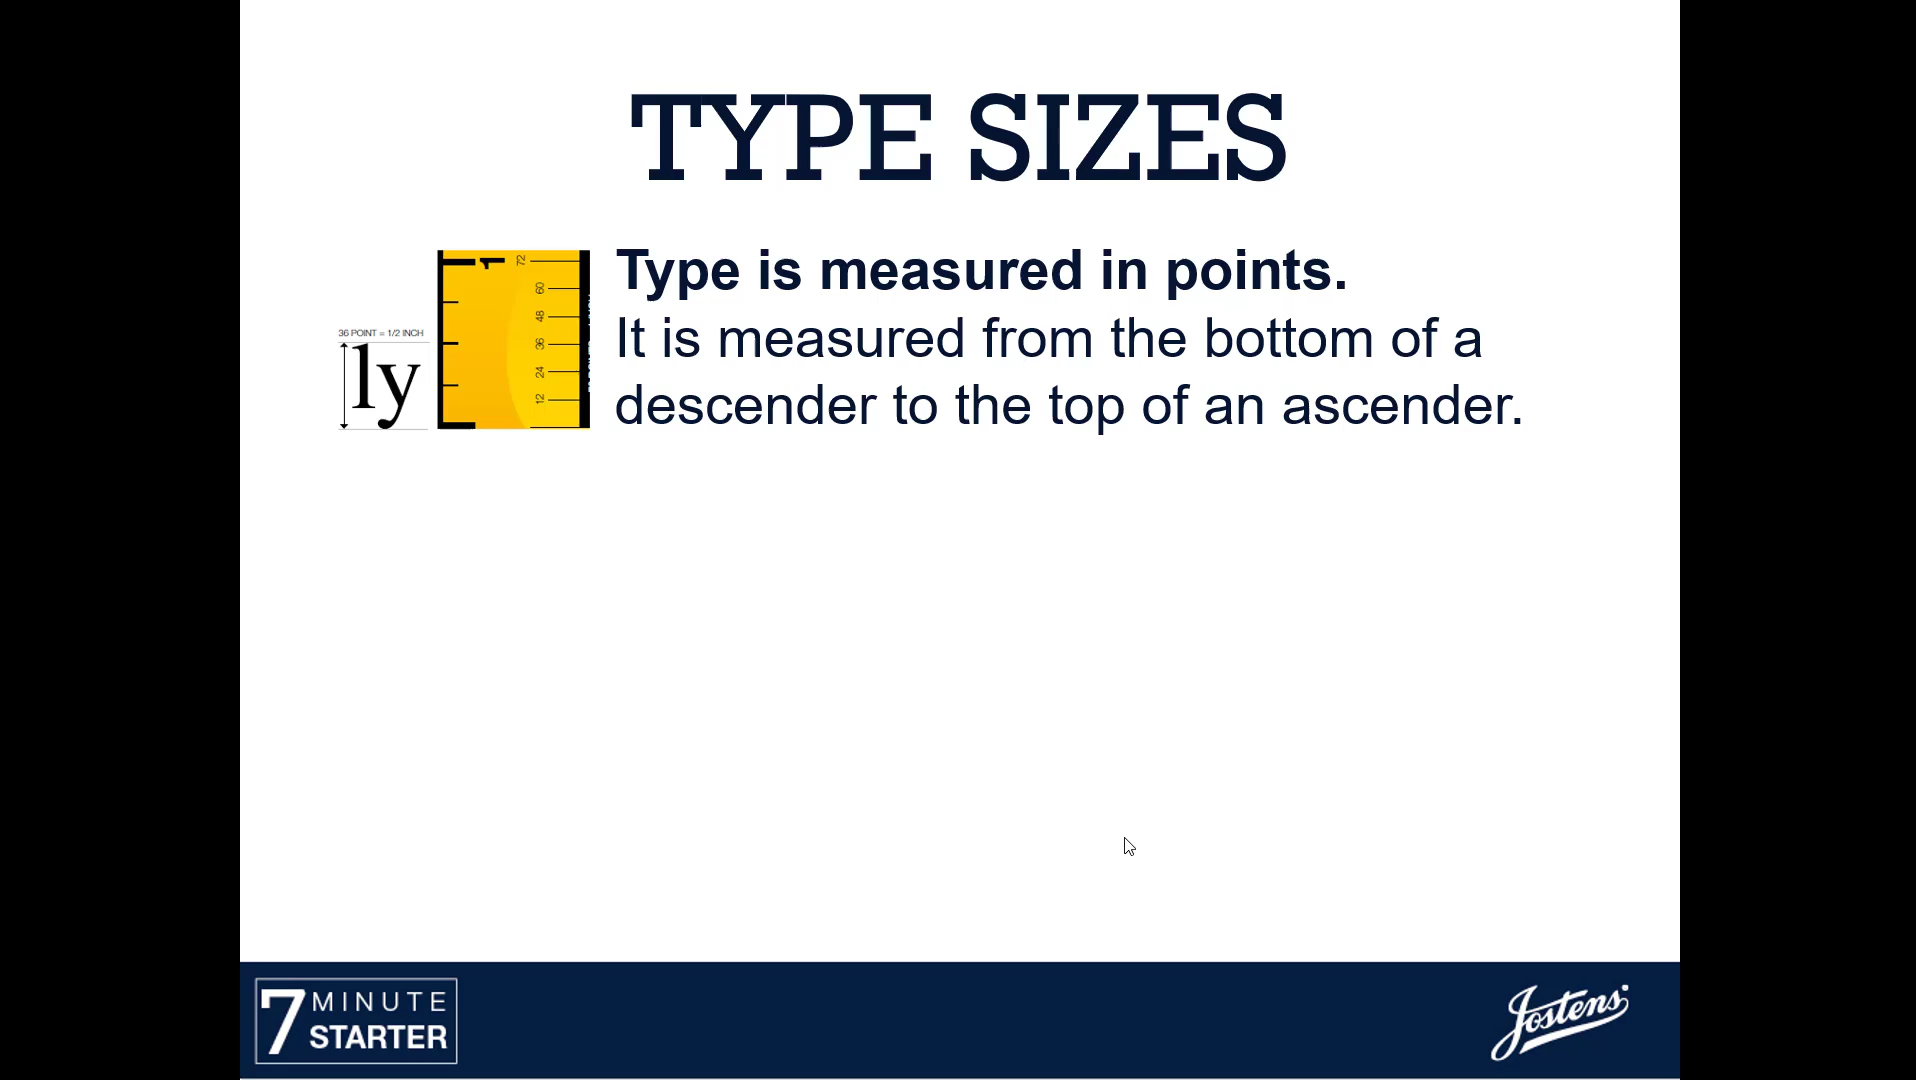 TYPE SIZES
Type is measured in points.
It is measured from the bottom of a
descender to the top of an ascender.
36 POINT = 1/2 INCH
ly
1
72
60
48
36
24
12
7 MINUTE
STARTER
Jostens